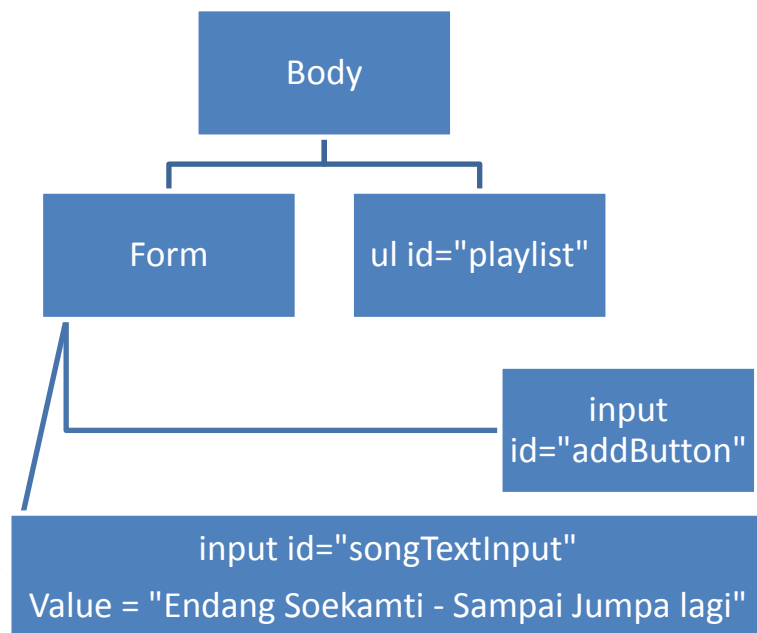 Body
Form
ul id="playlist"
input
id="addButton"
input id="songTextInput"
Value = "Endang Soekamti - Sampai Jumpa lagi"